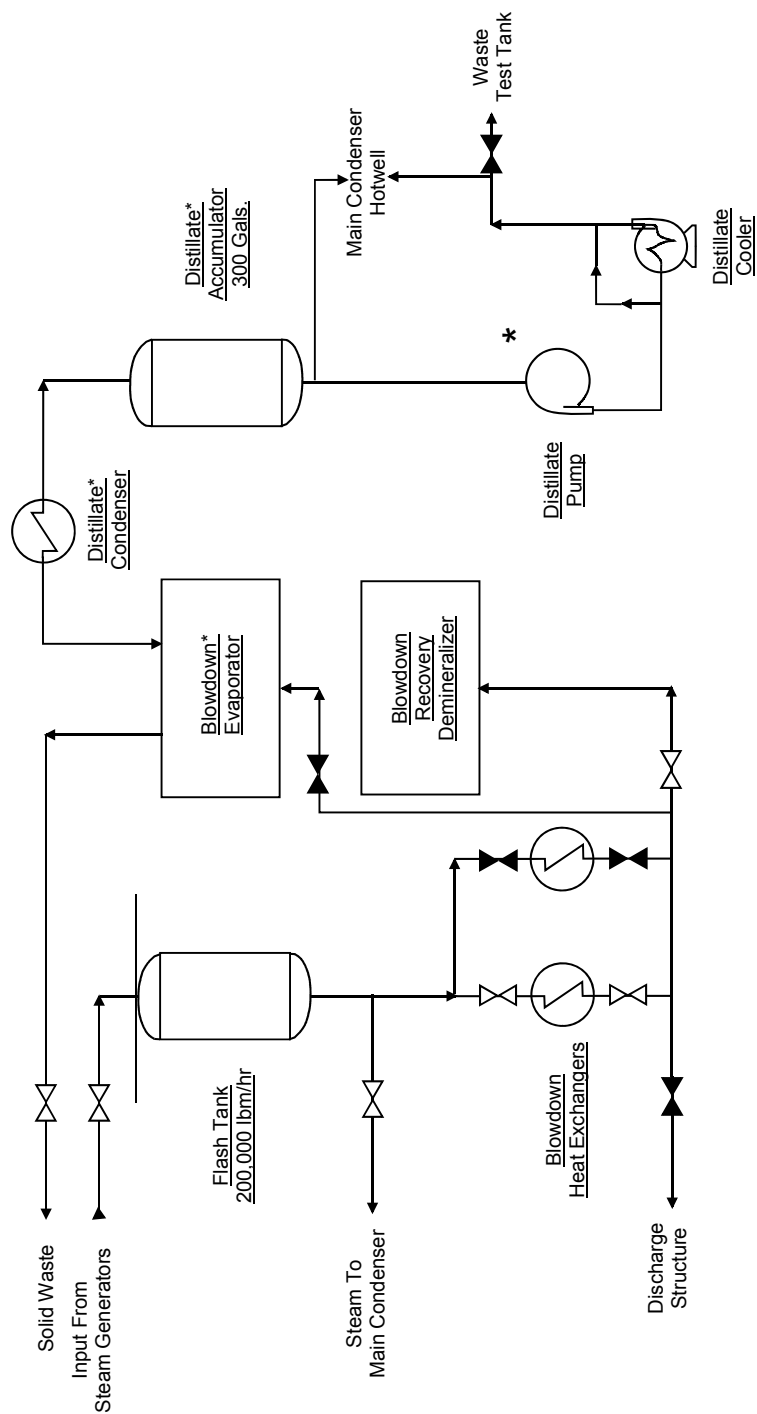 Solid Waste
Input From
Steam Generators
Steam To
Main Condenser
Discharge
Structure
Flash Tank
200,000 lbm/hr
Blowdown
Heat Exchangers
Blowdown*
Evaporator
Blowdown
Recovery
Demineralizer
Distillate*
Condenser
Distillate*
Accumulator
300 Gals.
Main Condenser
Hotwell
Waste
Test Tank
*
Distillate
Pump
Distillate
Cooler